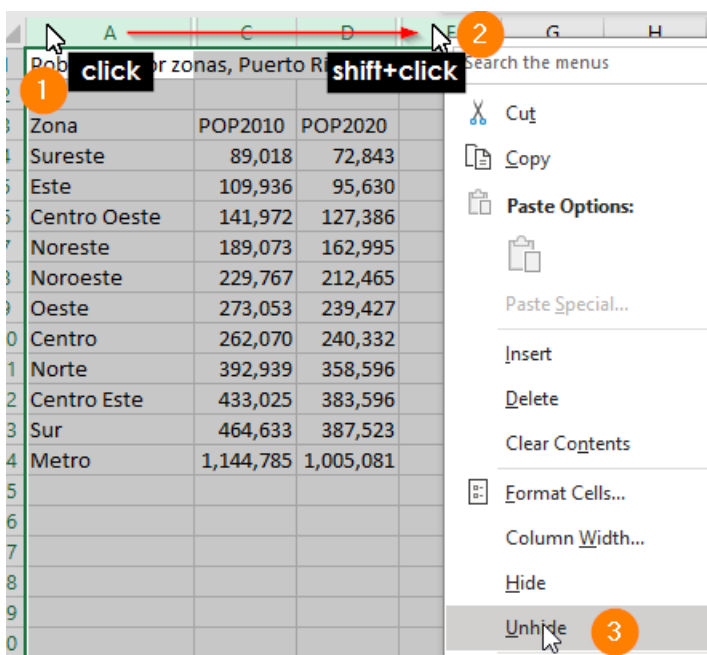 A C D E 2 G H
Pob click or zonas, Puerto Ri shift+click
1
Zona POP2010 POP2020
Sureste 89,018 72,843
Este 109,936 95,630
Centro Oeste 141,972 127,386
Noreste 189,073 162,995
Noroeste 229,767 212,465
Oeste 273,053 239,427
Centro 262,070 240,332
Norte 392,939 358,596
Centro Este 433,025 383,596
Sur 464,633 387,523
Metro 1,144,785 1,005,081
Search the menus
Cut
Copy
Paste Options:
Paste Special...
Insert
Delete
Clear Contents
Format Cells...
Column Width...
Hide
Unhide 3